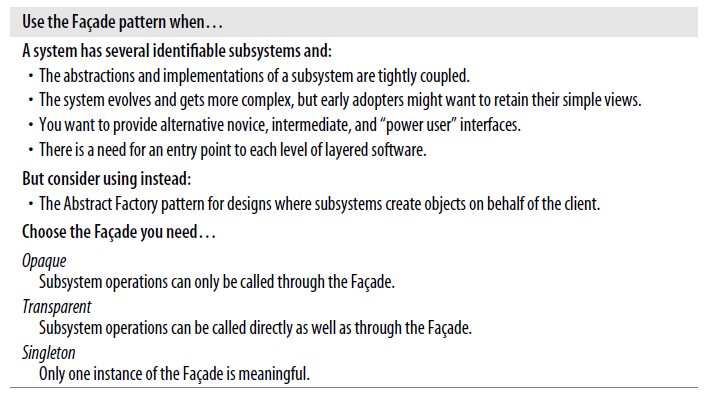 Use the Façade pattern when…
A system has several identifiable subsystems and:
• The abstractions and implementations of a subsystem are tightly coupled.
• The system evolves and gets more complex, but early adopters might want to retain their simple views.
• You want to provide alternative novice, intermediate, and “power user” interfaces.
• There is a need for an entry point to each level of layered software.
But consider using instead:
• The Abstract Factory pattern for designs where subsystems create objects on behalf of the client.
Choose the Façade you need…
Opaque
Subsystem operations can only be called through the Façade.
Transparent
Subsystem operations can be called directly as well as through the Façade.
Singleton
Only one instance of the Façade is meaningful.